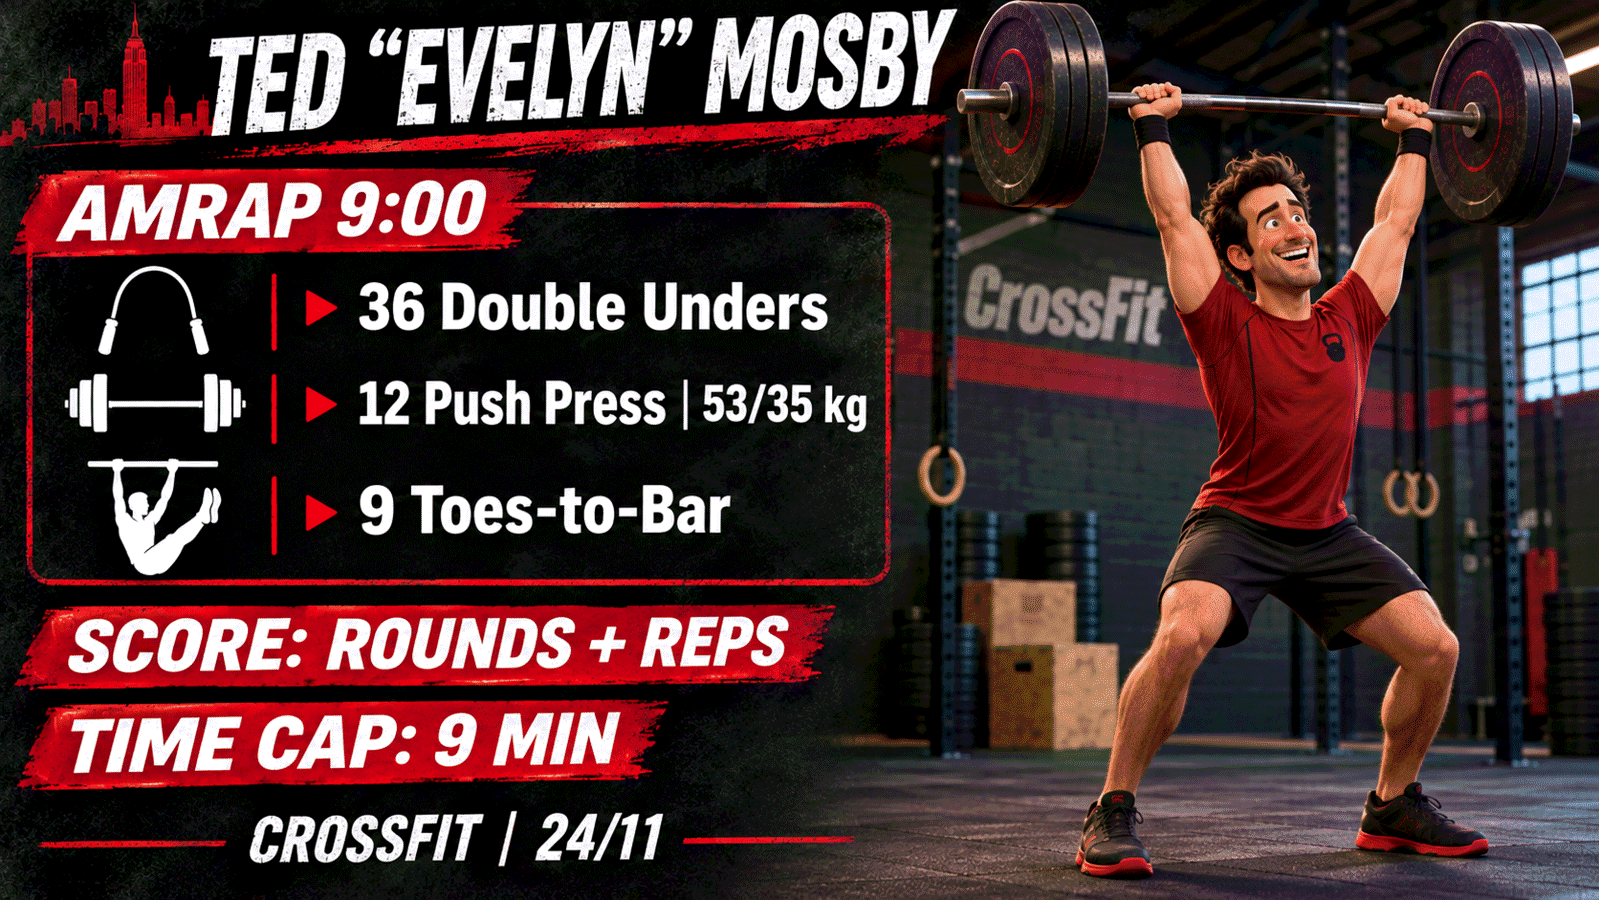 TED “EVELYN” MOSBY
AMRAP 9:00
36 Double Unders
12 Push Press | 53/35 kg
9 Toes-to-Bar
SCORE: ROUNDS + REPS
TIME CAP: 9 MIN
CROSSFIT | 24/11
CrossFit